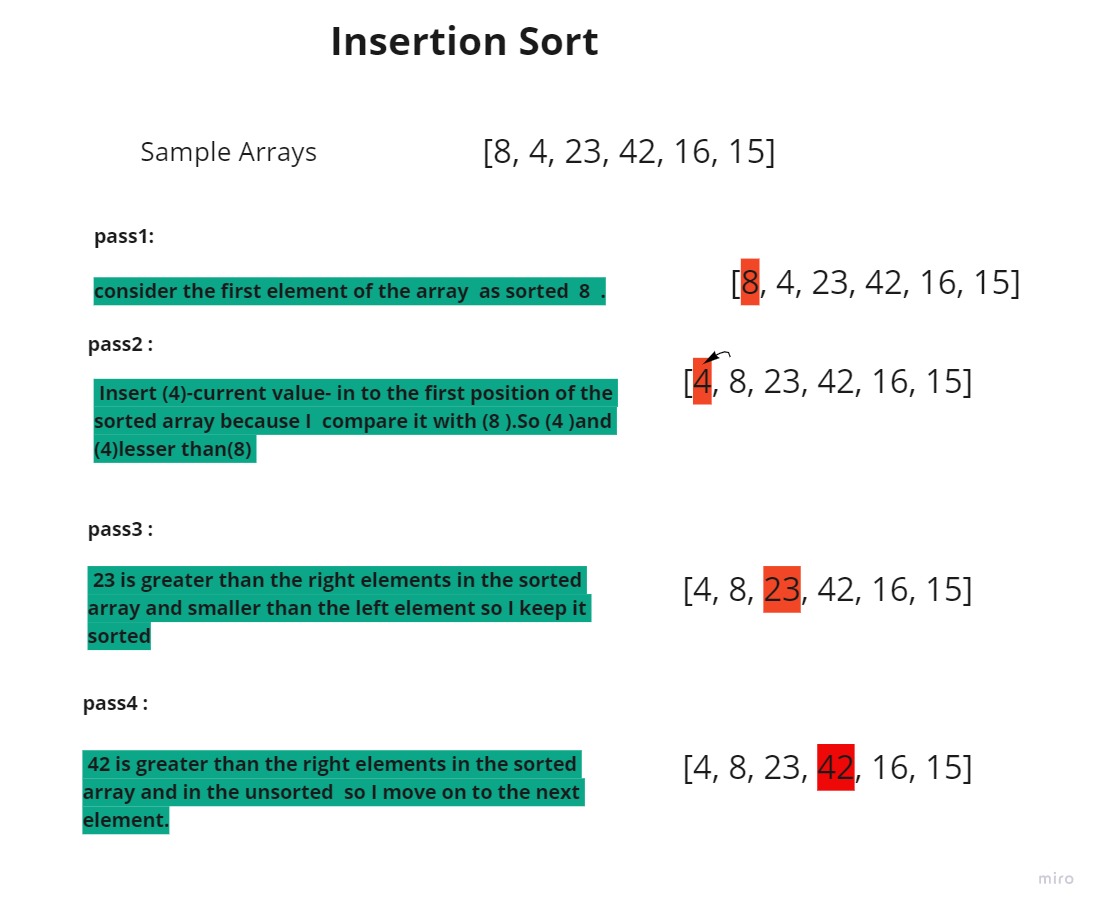 Insertion Sort
Sample Arrays
[8, 4, 23, 42, 16, 15]
pass1:
consider the first element of the array as sorted 8 .
[8, 4, 23, 42, 16, 15]
pass2 :
Insert (4)-current value- in to the first position of the
sorted array because I compare it with (8 ).So (4 )and
(4)lesser than(8)
[4, 8, 23, 42, 16, 15]
pass3 :
23 is greater than the right elements in the sorted
array and smaller than the left element so I keep it
sorted
[4, 8, 23, 42, 16, 15]
pass4 :
42 is greater than the right elements in the sorted
array and in the unsorted so I move on to the next
element.
[4, 8, 23, 42, 16, 15]
miro